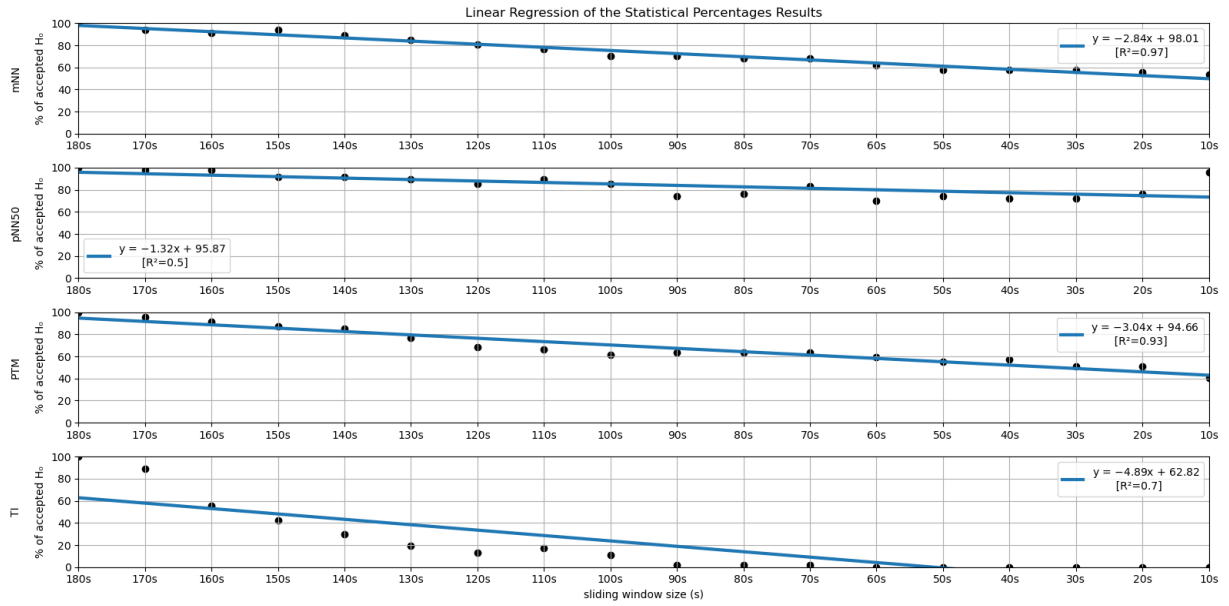 Linear Regression of the Statistical Percentages Results
mNN
% of accepted H₀
100
80
60
40
20
0
y = −2.84x + 98.01
[R²=0.97]
180s 170s 160s 150s 140s 130s 120s 110s 100s 90s 80s 70s 60s 50s 40s 30s 20s 10s
pNN50
% of accepted H₀
100
80
60
40
20
0
y = −1.32x + 95.87
[R²=0.5]
180s 170s 160s 150s 140s 130s 120s 110s 100s 90s 80s 70s 60s 50s 40s 30s 20s 10s
PTM
% of accepted H₀
100
80
60
40
20
0
y = −3.04x + 94.66
[R²=0.93]
180s 170s 160s 150s 140s 130s 120s 110s 100s 90s 80s 70s 60s 50s 40s 30s 20s 10s
TI
% of accepted H₀
100
80
60
40
20
0
y = −4.89x + 62.82
[R²=0.7]
180s 170s 160s 150s 140s 130s 120s 110s 100s 90s 80s 70s 60s 50s 40s 30s 20s 10s
sliding window size (s)